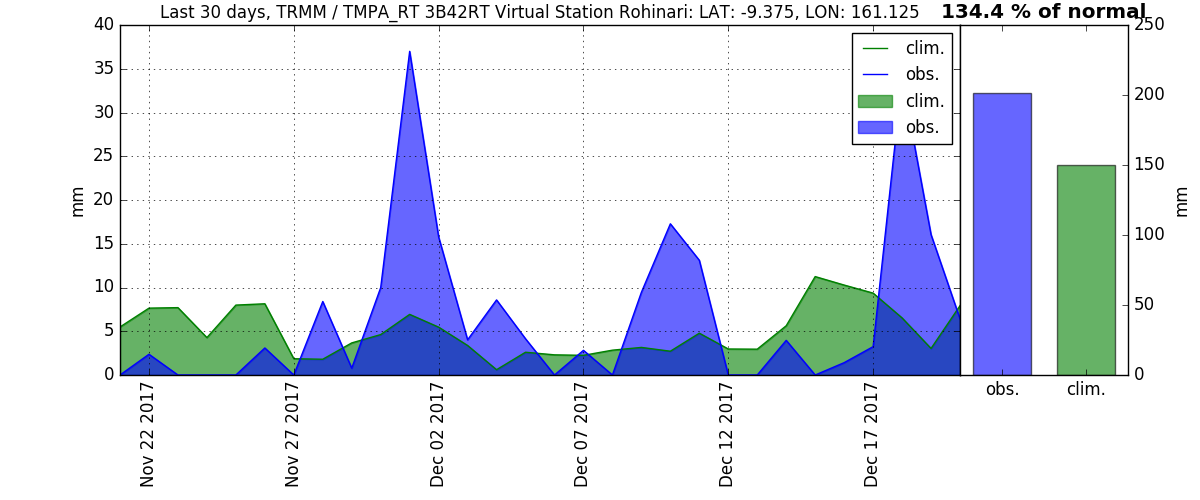 Last 30 days, TRMM / TMPA_RT 3B42RT Virtual Station Rohinari: LAT: -9.375, LON: 161.125
134.4 % of normal
40
35
30
25
20
15
10
5
0
mm
clim.
obs.
clim.
obs.
Nov 22 2017
Nov 27 2017
Dec 02 2017
Dec 07 2017
Dec 12 2017
Dec 17 2017
250
200
150
100
50
0
mm
obs.
clim.